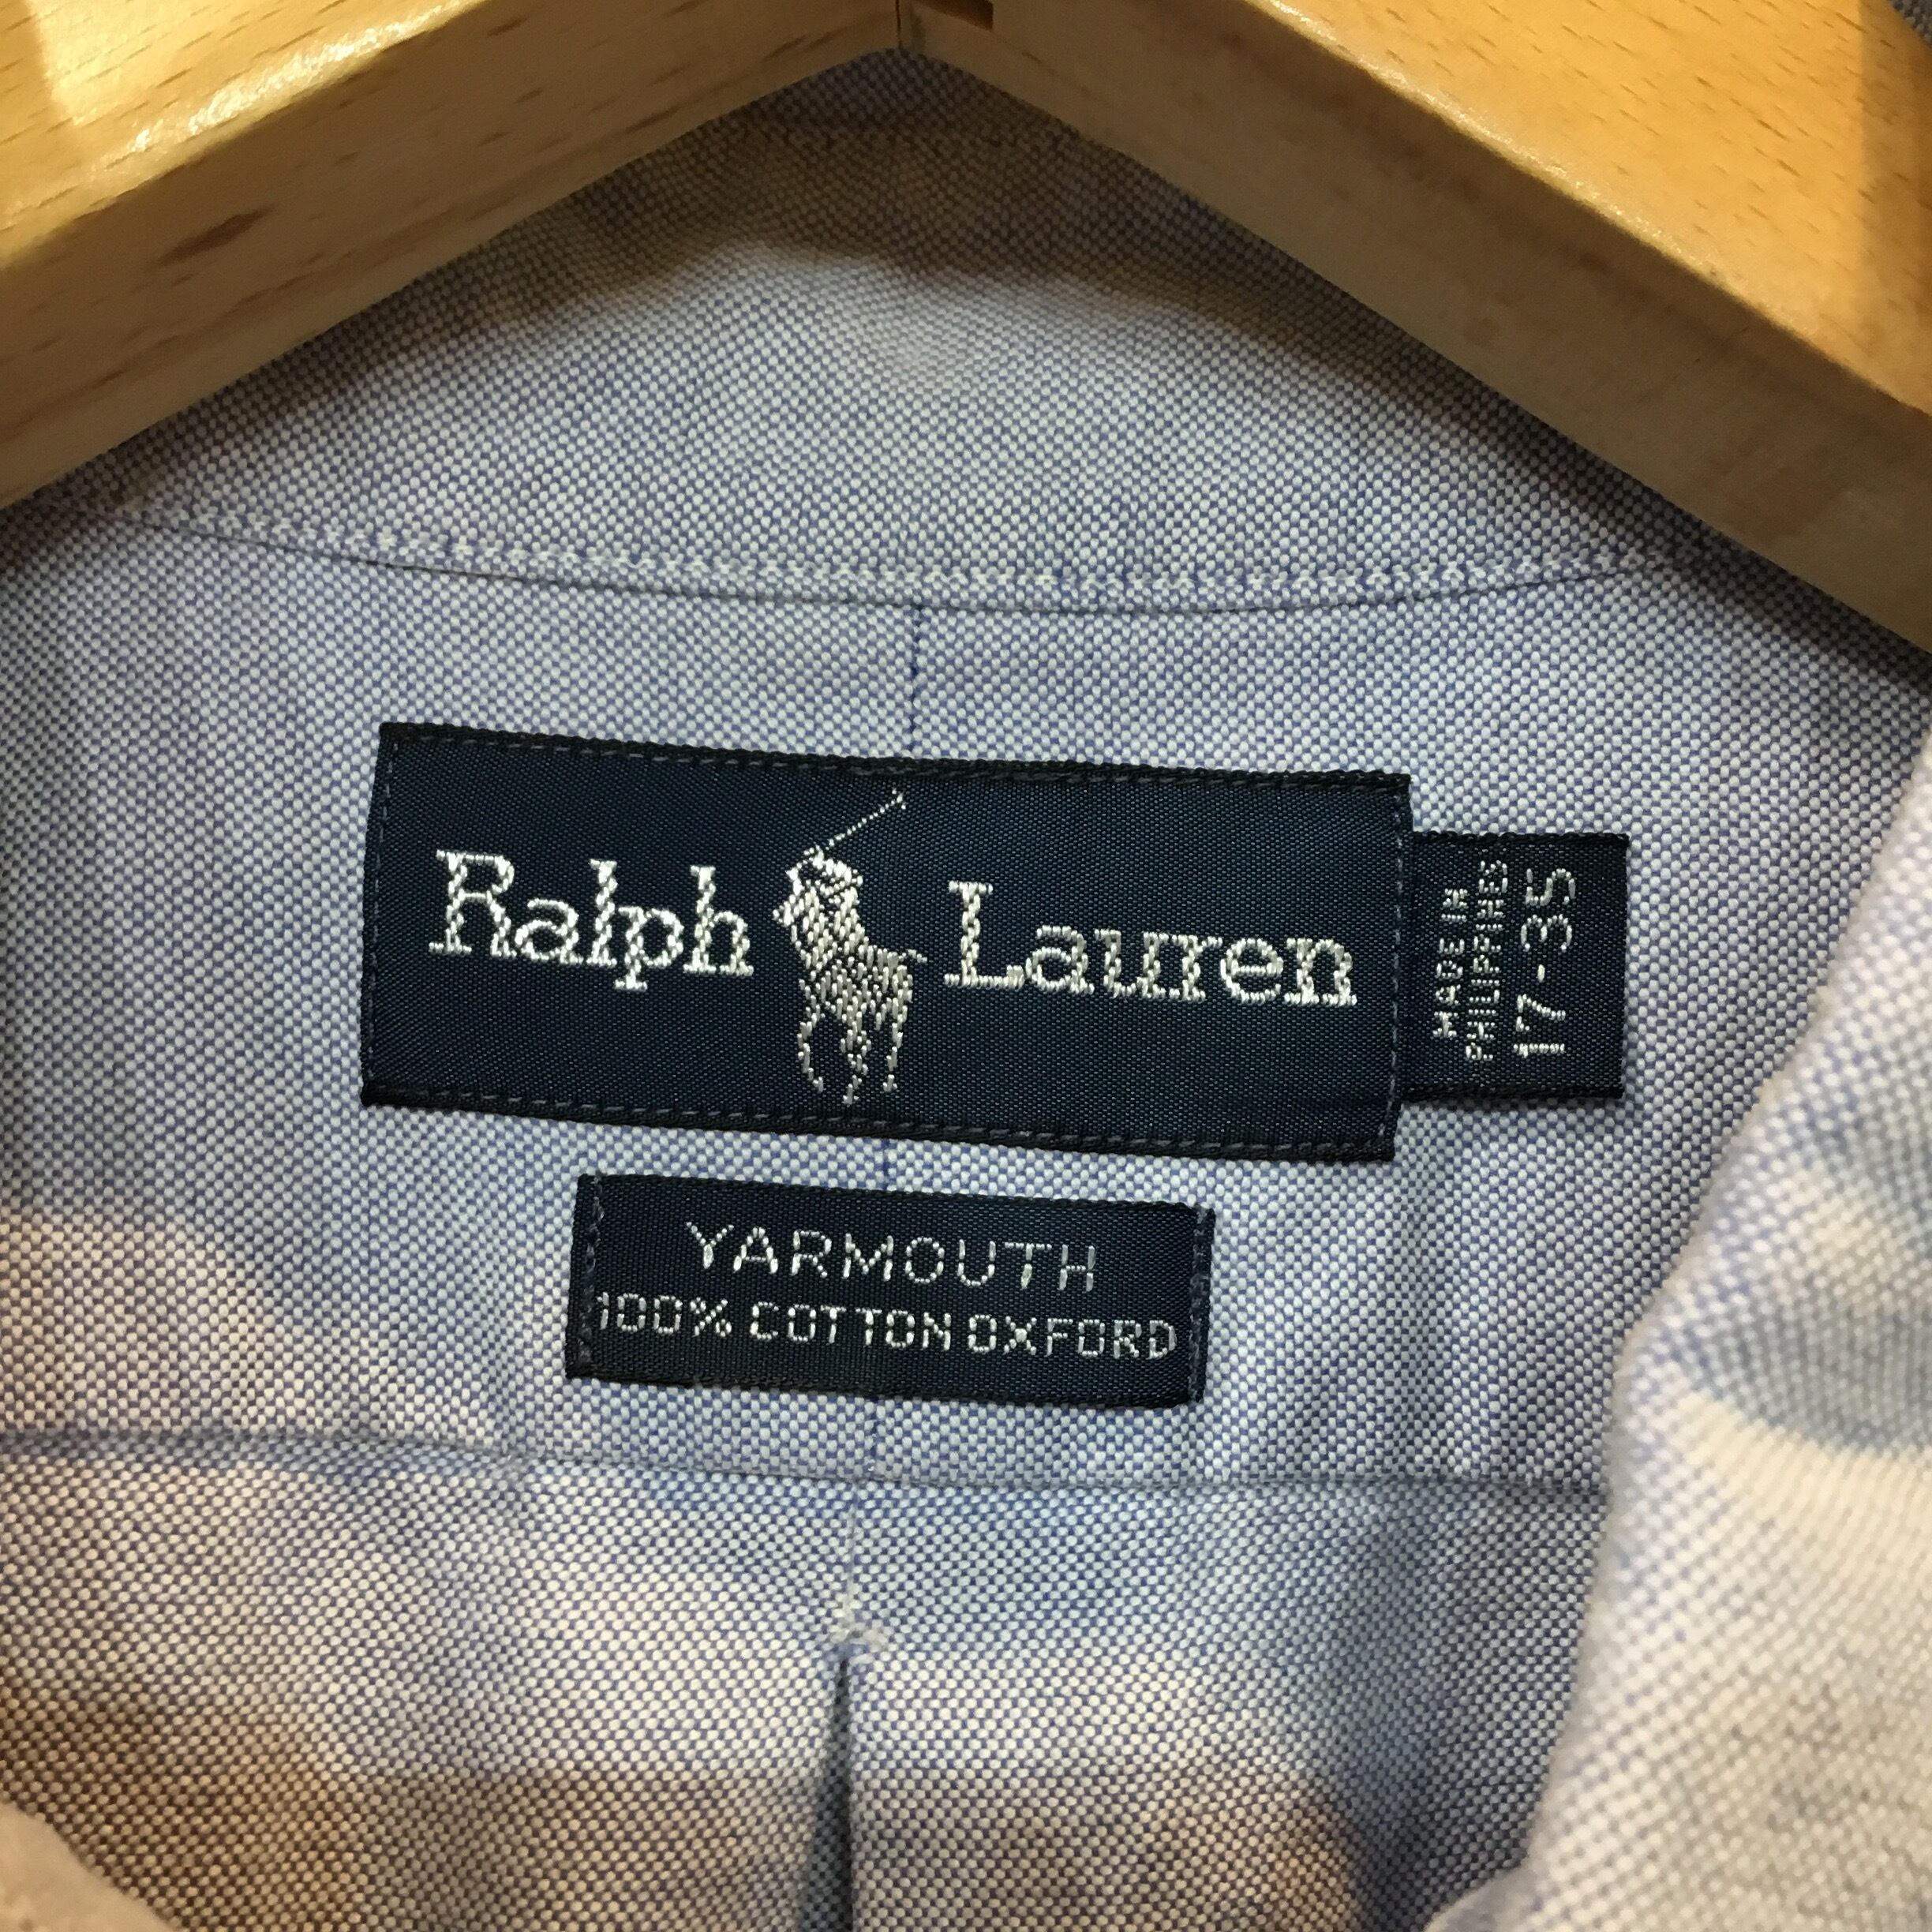 Ralph Lauren
MADE IN
PHILIPPINES
17-35
YARMOUTH
100% COTTON OXFORD